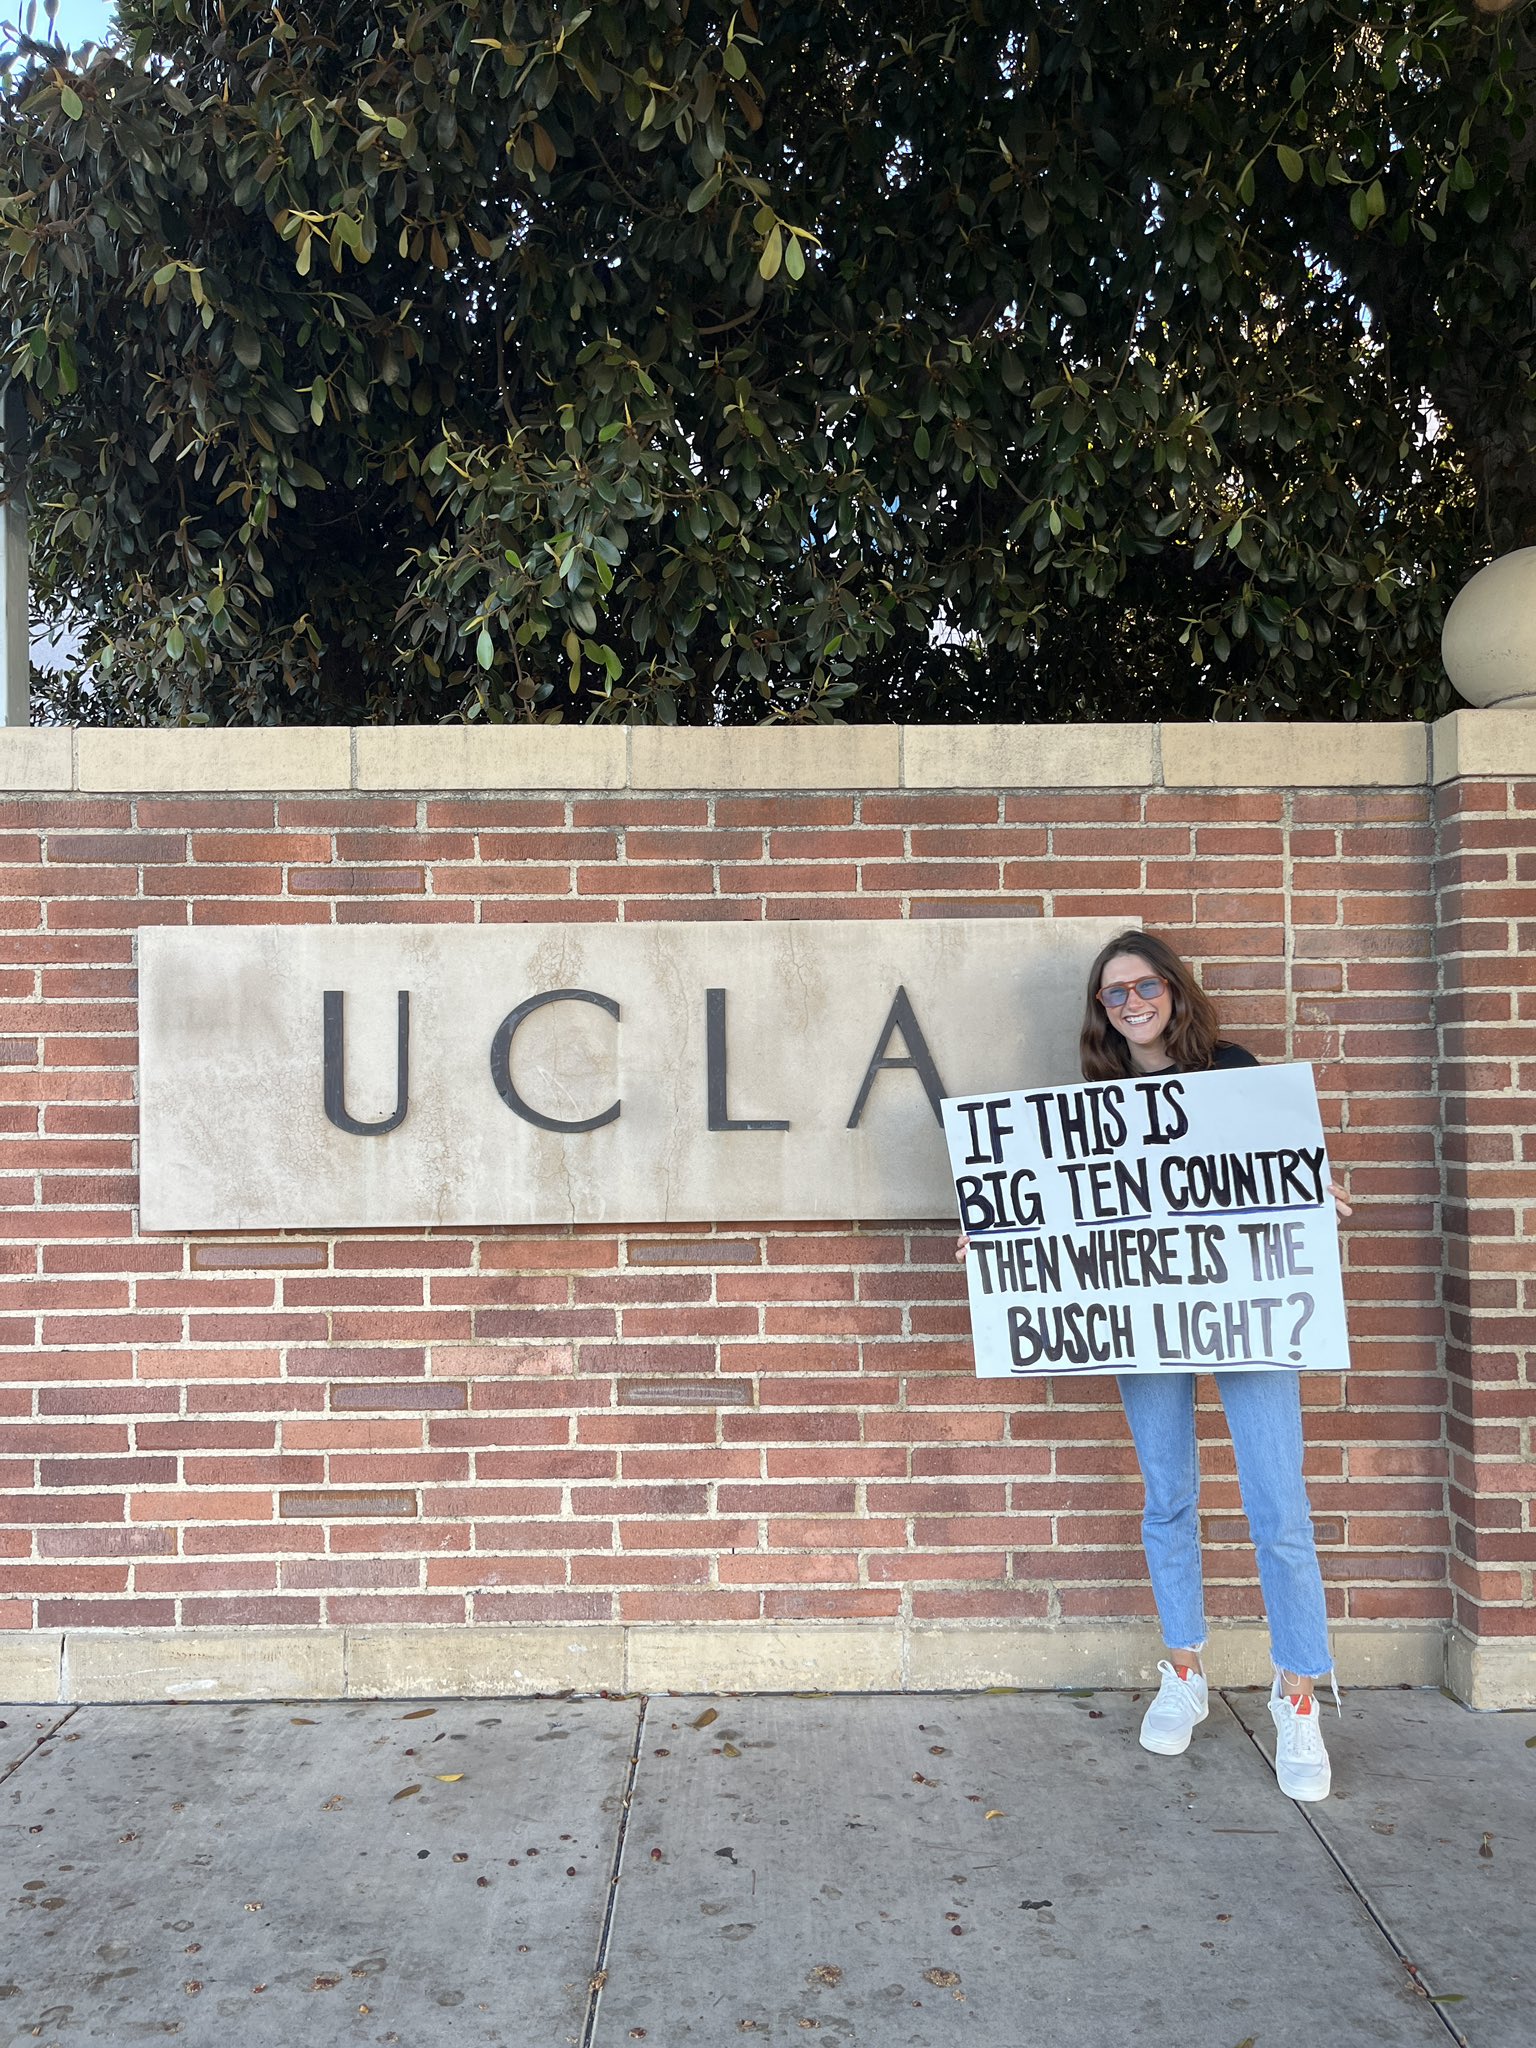 UCLA
IF THIS IS
BIG TEN COUNTRY
THEN WHERE IS THE
BUSCH LIGHT?